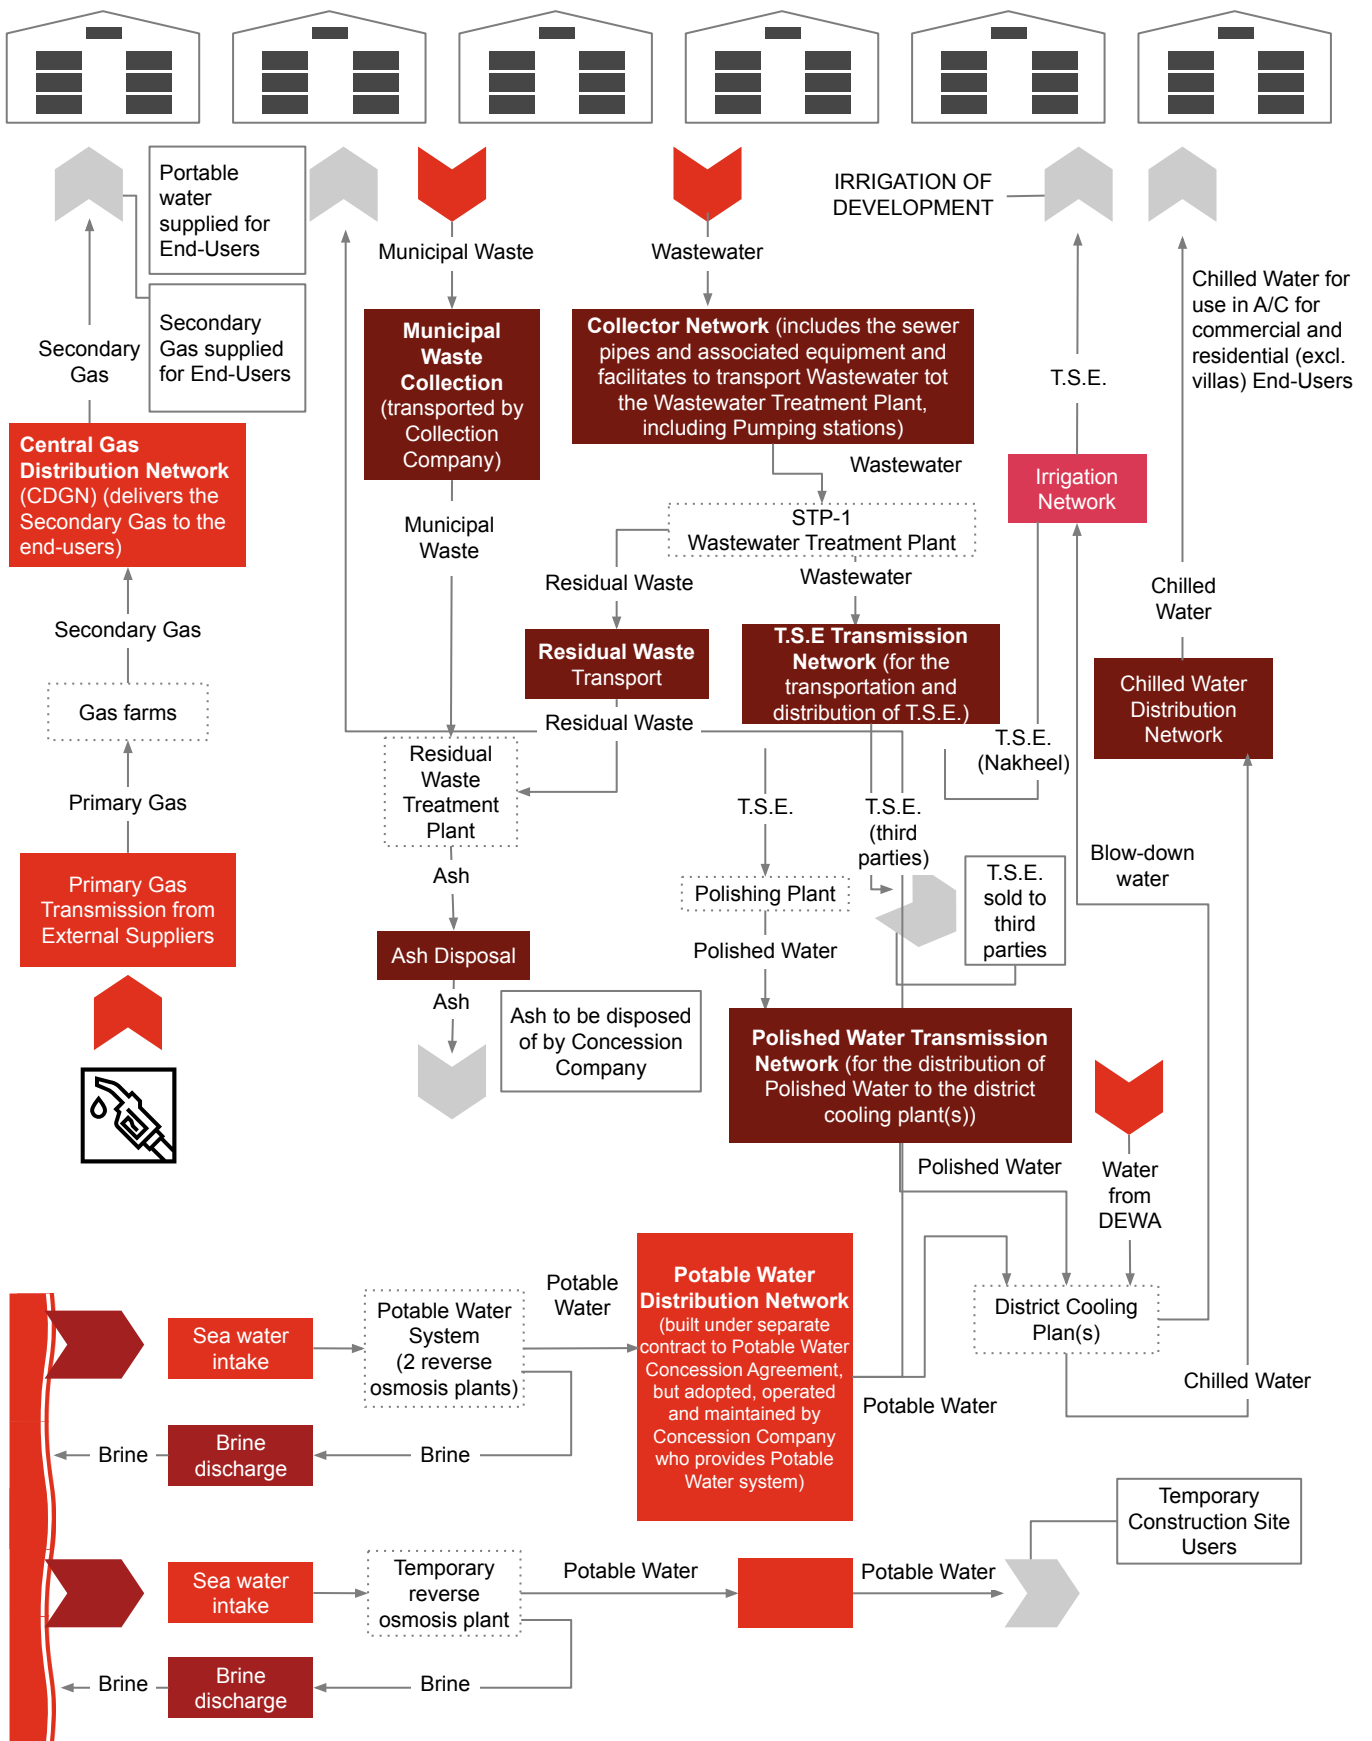 Portable
water
supplied for
End-Users
Secondary
Gas supplied
for End-Users
Secondary
Gas
Central Gas
Distribution Network
(CDGN) (delivers the
Secondary Gas to the
end-users)
Secondary Gas
Gas farms
Primary Gas
Primary Gas
Transmission from
External Suppliers
Municipal Waste
Municipal
Waste
Collection
(transported by
Collection
Company)
Municipal
Waste
Wastewater
Collector Network (includes the sewer
pipes and associated equipment and
facilitates to transport Wastewater tot
the Wastewater Treatment Plant,
including Pumping stations)
Wastewater
STP-1
Wastewater Treatment Plant
Residual Waste
Wastewater
Residual Waste
Transport
Residual Waste
T.S.E Transmission
Network (for the
transportation and
distribution of T.S.E.)
Residual
Waste
Treatment
Plant
Ash
Ash Disposal
Ash
Ash to be disposed
of by Concession
Company
T.S.E.
Polishing Plant
Polished Water
T.S.E.
(third
parties)
T.S.E.
sold to
third
parties
T.S.E.
(Nakheel)
IRRIGATION OF
DEVELOPMENT
T.S.E.
Irrigation
Network
Chilled Water for
use in A/C for
commercial and
residential (excl.
villas) End-Users
Chilled
Water
Chilled Water
Distribution
Network
Blow-down
water
Polished Water Transmission
Network (for the distribution of
Polished Water to the district
cooling plant(s))
Polished Water
Water
from
DEWA
District Cooling
Plan(s)
Chilled Water
Sea water
intake
Potable Water
System
(2 reverse
osmosis plants)
Potable
Water
Potable Water
Distribution Network
(built under separate
contract to Potable Water
Concession Agreement,
but adopted, operated
and maintained by
Concession Company
who provides Potable
Water system)
Potable Water
Brine
Brine
discharge
Brine
Sea water
intake
Temporary
reverse
osmosis plant
Potable Water
Potable Water
Temporary
Construction Site
Users
Brine
Brine
discharge
Brine